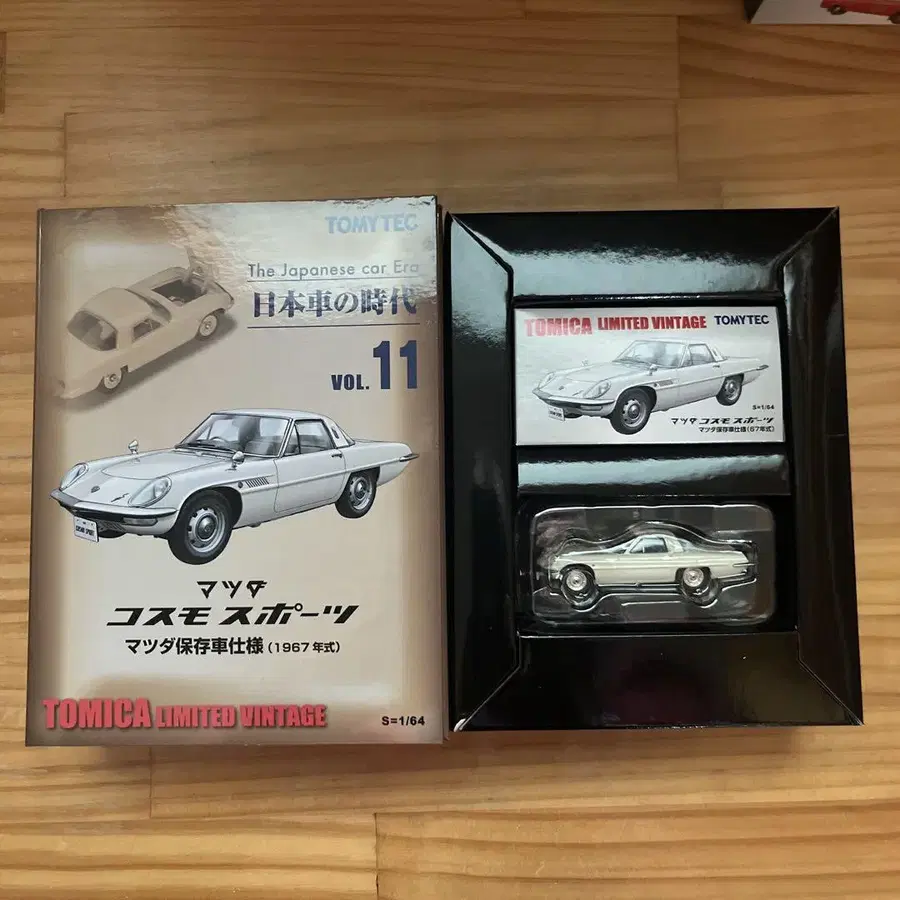 TOMYTEC
The Japanese car Era
日本車の時代
VOL. 11
COSMO SPORT
マツダ
コスモ スポーツ
マツダ保存車仕様 (1967年式)
TOMICA LIMITED VINTAGE
S=1/64
TOMICA LIMITED VINTAGE TOMYTEC
S=1/64
マツダ コスモ スポーツ
マツダ保存車仕様(67年式)